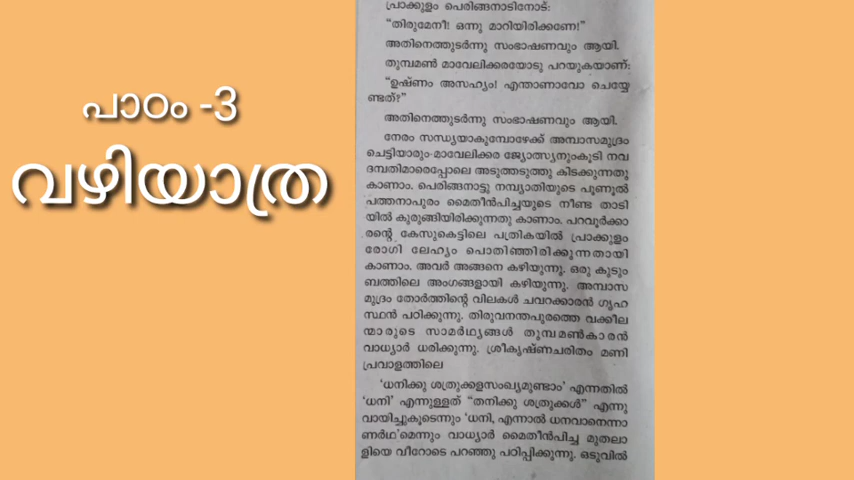 പാഠം -3
വഴിയാത്ര
പ്രാക്കുളം പെരിങ്ങനാടിനോട്:
“തിരുമേനീ! ഒന്നു മാറിയിരിക്കണേ!”
അതിനെത്തുടർന്നു സംഭാഷണവും ആയി.
തുമ്പമൺ മാവേലിക്കരയോടു പറയുകയാണ്:
“ഉഷ്ണം അസഹ്യം! എന്താണാവോ ചെയ്യേ
ണ്ടത്?”
അതിനെത്തുടർന്നു സംഭാഷണവും ആയി.
നേരം സന്ധ്യയാകുമ്പോഴേക്ക് അമ്പാസമുദ്രം
ചെട്ടിയാരും മാവേലിക്കര ജ്യോത്സ്യനുംകൂടി നവ
ദമ്പതിമാരെപ്പോലെ അടുത്തടുത്തു കിടക്കുന്നതു
കാണാം. പെരിങ്ങനാട്ടു നമ്പ്യാതിയുടെ പൂണൂൽ
പത്തനാപുരം മൈതീൻപിച്ചയുടെ നീണ്ട താടി
യിൽ കുരുങ്ങിയിരിക്കുന്നതു കാണാം. പറവൂർക്കാ
രന്റെ കേസുകെട്ടിലെ പത്രികയിൽ പ്രാക്കുളം
രോഗി ലേഹ്യം പൊതിഞ്ഞിരിക്കുന്നതായി
കാണാം. അവർ അങ്ങനെ കഴിയുന്നു. ഒരു കുടും
ബത്തിലെ അംഗങ്ങളായി കഴിയുന്നു. അമ്പാസ
മുദ്രം തോർത്തിന്റെ വിലകൾ ചവറക്കാരൻ ഗൃഹ
സ്ഥൻ പഠിക്കുന്നു. തിരുവനന്തപുരത്തെ വക്കീല
ന്മാരുടെ സാമർഥ്യങ്ങൾ തുമ്പമൺകാരൻ
വാധ്യാർ ധരിക്കുന്നു. ശ്രീകൃഷ്ണചരിതം മണി
പ്രവാളത്തിലെ
‘ധനിക്കു ശത്രുക്കളസംഖ്യമുണ്ടാം’ എന്നതിൽ
‘ധനി’ എന്നുള്ളത് “തനിക്കു ശത്രുക്കൾ” എന്നു
വായിച്ചുകൂടെന്നും ‘ധനി, എന്നാൽ ധനവാനെന്നാ
ണർഥ’മെന്നും വാധ്യാർ മൈതീൻപിച്ച മുതലാ
ളിയെ വീറോടെ പറഞ്ഞു പഠിപ്പിക്കുന്നു. ഒടുവിൽ